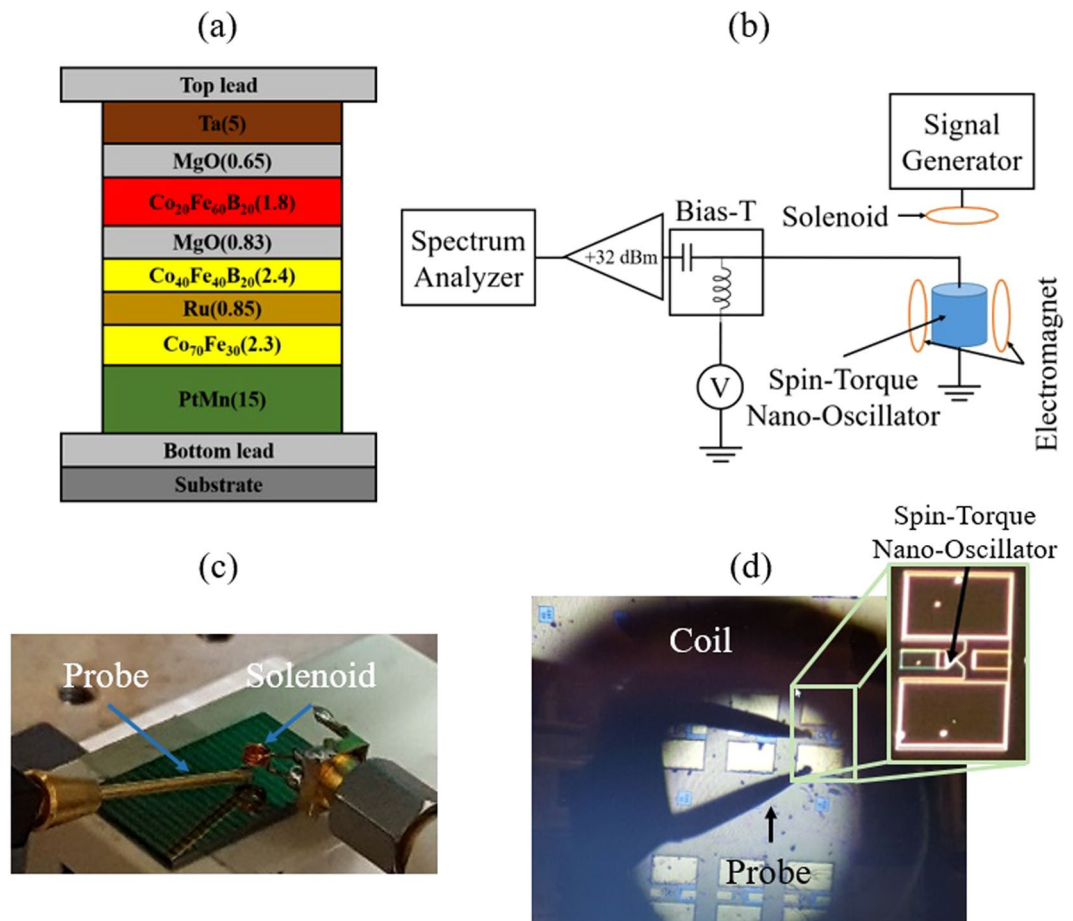 (a)
Top lead
Ta(5)
MgO(0.65)
Co₂₀Fe₆₀B₂₀(1.8)
MgO(0.83)
Co₄₀Fe₄₀B₂₀(2.4)
Ru(0.85)
Co₇₀Fe₃₀(2.3)
PtMn(15)
Bottom lead
Substrate
(b)
Signal
Generator
Solenoid
Bias-T
Spectrum
Analyzer
+32 dBm
V
Spin-Torque
Nano-Oscillator
Electromagnet
(c)
Probe
Solenoid
(d)
Spin-Torque
Nano-Oscillator
Coil
Probe